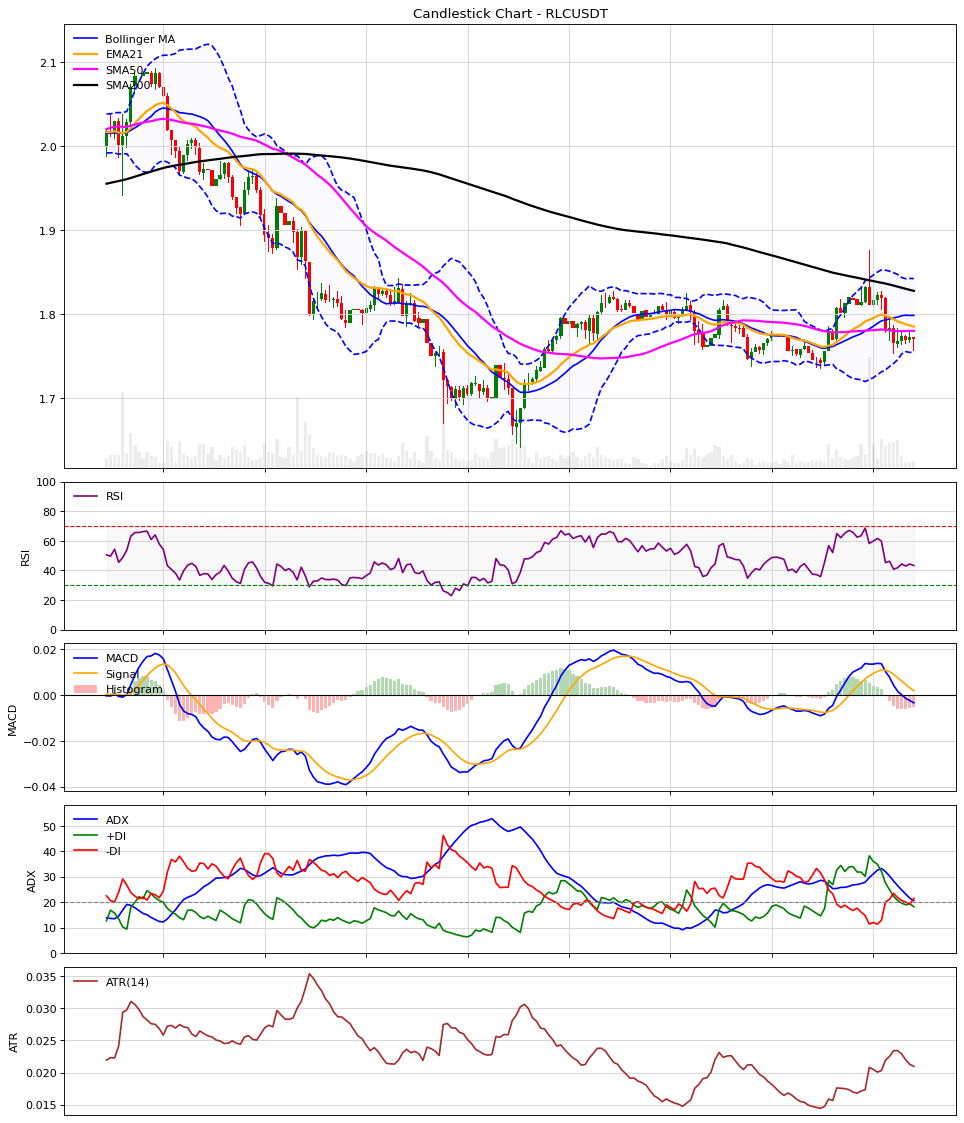 Candlestick Chart - RLCUSDT
Bollinger MA
EMA21
SMA50
SMA200
2.1
2.0
1.9
1.8
1.7
RSI
RSI
100
80
60
40
20
0
MACD
Signal
Histogram
MACD
0.02
0.00
−0.02
−0.04
ADX
+DI
-DI
ADX
50
40
30
20
10
0
ATR(14)
ATR
0.035
0.030
0.025
0.020
0.015